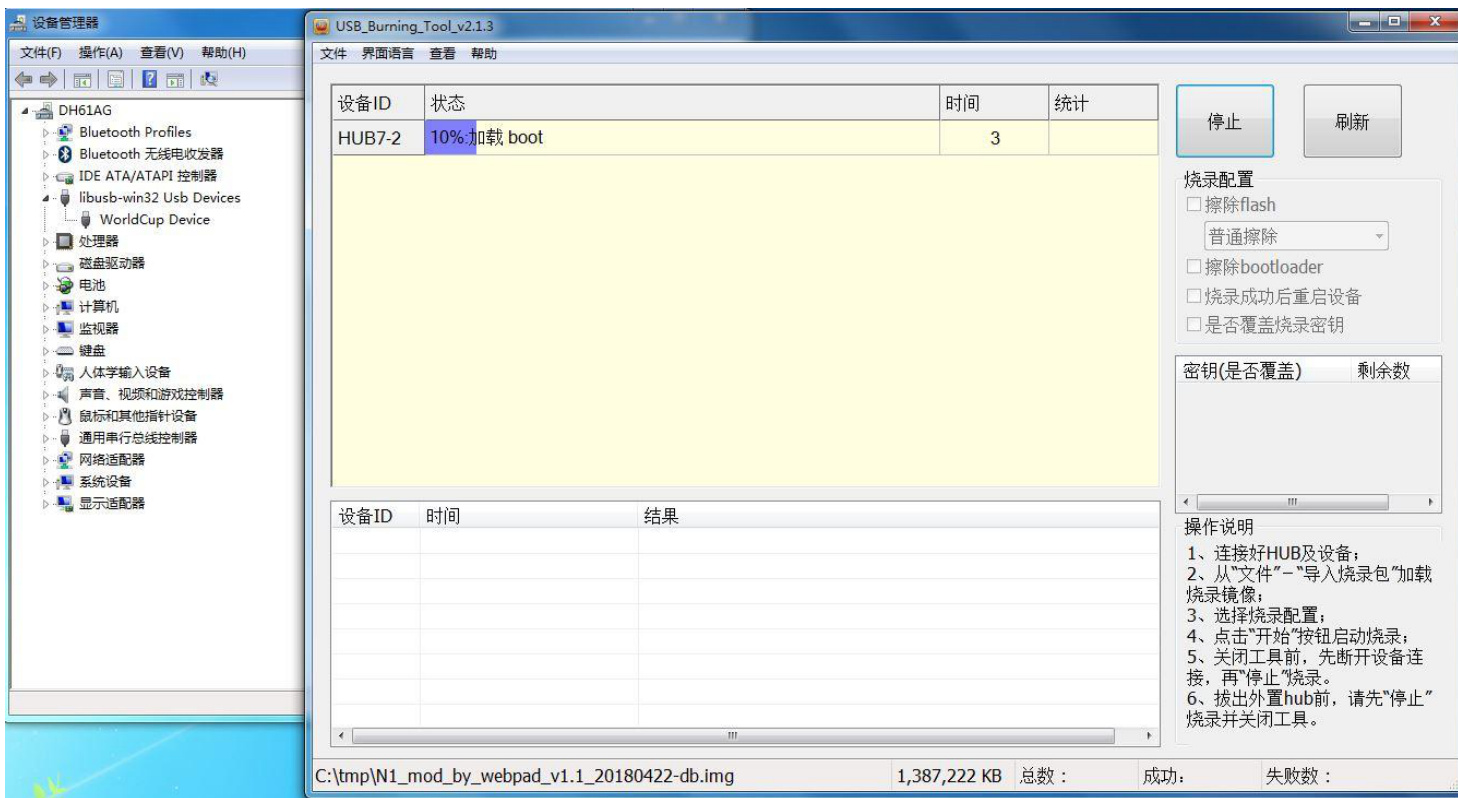 设备管理器
文件(F) 操作(A) 查看(V) 帮助(H)
DH61AG
Bluetooth Profiles
Bluetooth 无线电收发器
IDE ATA/ATAPI 控制器
libusb-win32 Usb Devices
WorldCup Device
处理器
磁盘驱动器
电池
计算机
监视器
键盘
人体学输入设备
声音、视频和游戏控制器
鼠标和其他指针设备
通用串行总线控制器
网络适配器
系统设备
显示适配器
USB_Burning_Tool_v2.1.3
文件 界面语言 查看 帮助
设备ID 状态 时间 统计
HUB7-2 10%:加载 boot 3
设备ID 时间 结果
停止 刷新
烧录配置
擦除flash
普通擦除
擦除bootloader
烧录成功后重启设备
是否覆盖烧录密钥
密钥(是否覆盖) 剩余数
操作说明
1、连接好HUB及设备;
2、从"文件"-"导入烧录包"加载
烧录镜像;
3、选择烧录配置;
4、点击"开始"按钮启动烧录;
5、关闭工具前，先断开设备连
接，再"停止"烧录。
6、拔出外置hub前，请先"停止"
烧录并关闭工具。
C:\tmp\N1_mod_by_webpad_v1.1_20180422-db.img 1,387,222 KB 总数： 成功: 失败数：